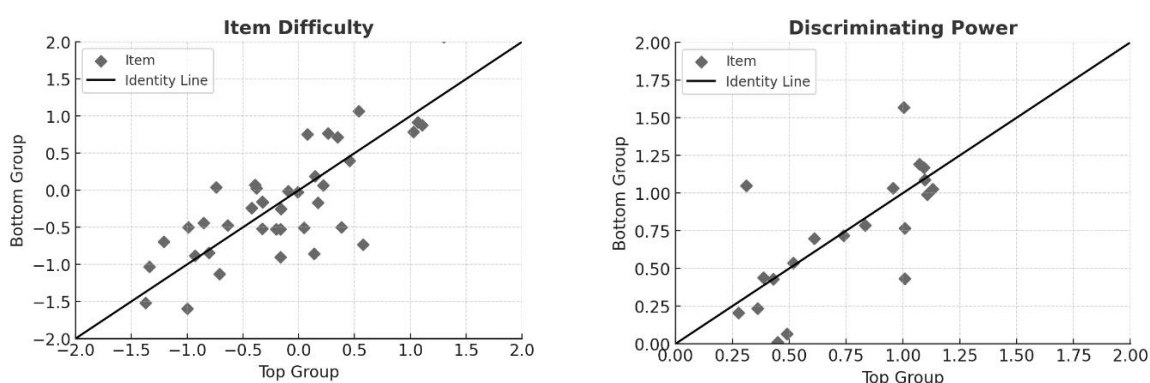 Item Difficulty
2.0
1.5
1.0
0.5
0.0
−0.5
−1.0
−1.5
−2.0
Bottom Group
Item
Identity Line
−2.0 −1.5 −1.0 −0.5 0.0 0.5 1.0 1.5 2.0
Top Group
Discriminating Power
2.00
1.75
1.50
1.25
1.00
0.75
0.50
0.25
0.00
Bottom Group
Item
Identity Line
0.00 0.25 0.50 0.75 1.00 1.25 1.50 1.75 2.00
Top Group